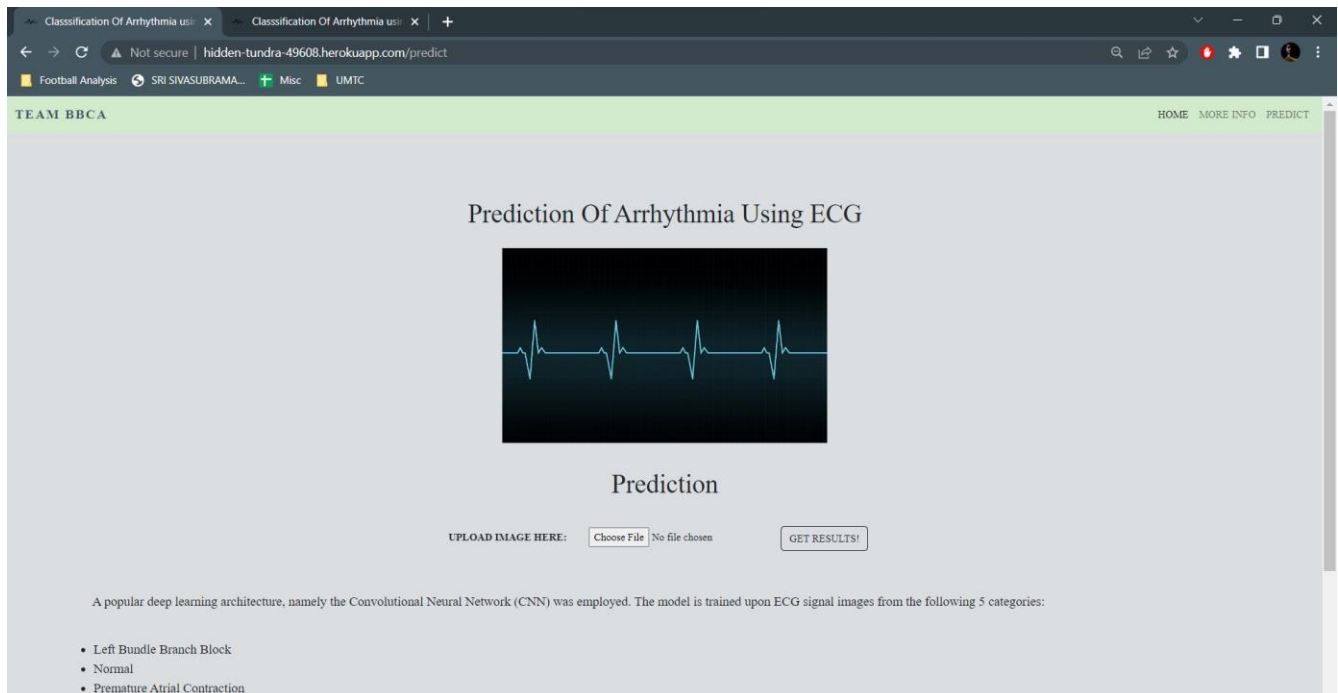 Classsification Of Arrhythmia usin
Classsification Of Arrhythmia usin
Not secure | hidden-tundra-49608.herokuapp.com/predict
Football Analysis SRI SIVASUBRAMA... Misc UMTC
TEAM BBCA HOME MORE INFO PREDICT
Prediction Of Arrhythmia Using ECG
Prediction
UPLOAD IMAGE HERE: Choose File No file chosen GET RESULTS!
A popular deep learning architecture, namely the Convolutional Neural Network (CNN) was employed. The model is trained upon ECG signal images from the following 5 categories:
• Left Bundle Branch Block
• Normal
• Premature Atrial Contraction